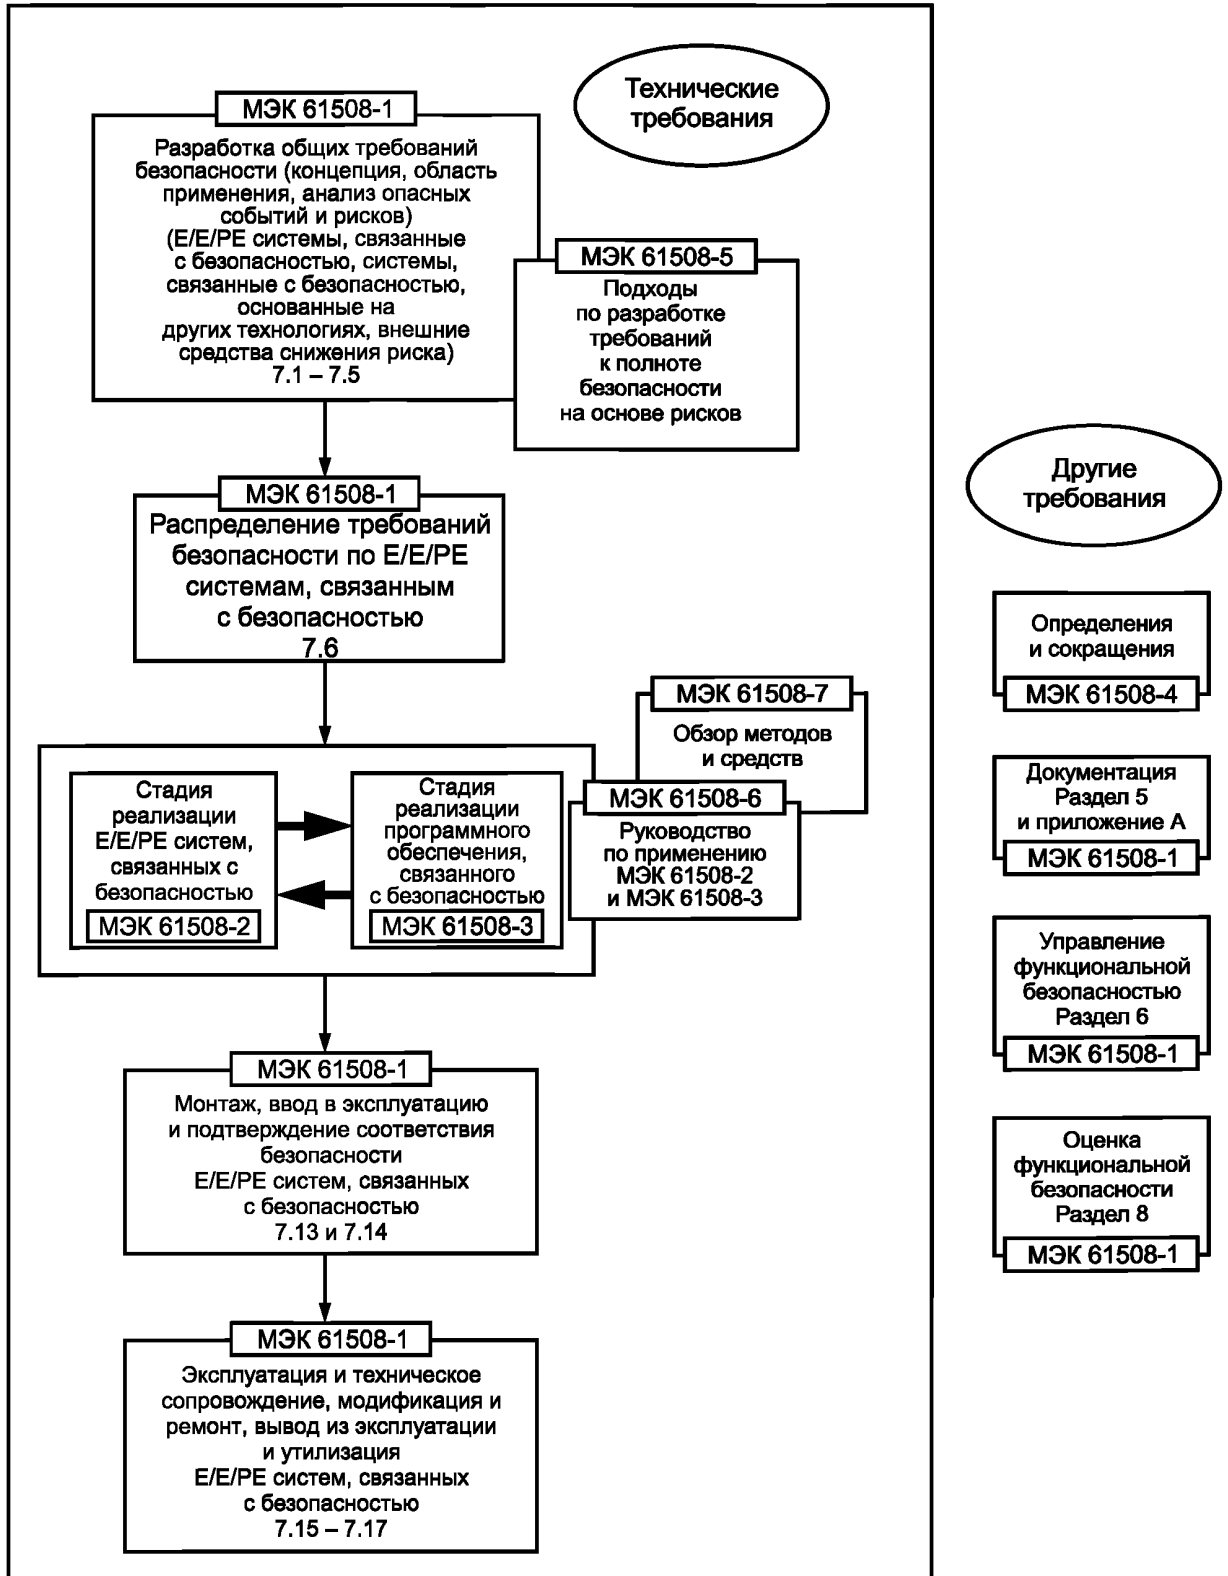 Технические
требования
МЭК 61508-1
Разработка общих требований
безопасности (концепция, область
применения, анализ опасных
событий и рисков)
(Е/Е/РЕ системы, связанные
с безопасностью, системы,
связанные с безопасностью,
основанные на
других технологиях, внешние
средства снижения риска)
7.1 – 7.5
МЭК 61508-5
Подходы
по разработке
требований
к полноте
безопасности
на основе рисков
МЭК 61508-1
Распределение требований
безопасности по Е/Е/РЕ
системам, связанным
с безопасностью
7.6
МЭК 61508-7
Обзор методов
и средств
МЭК 61508-6
Руководство
по применению
МЭК 61508-2
и МЭК 61508-3
Стадия
реализации
Е/Е/РЕ систем,
связанных с
безопасностью
МЭК 61508-2
Стадия
реализации
программного
обеспечения,
связанного
с безопасностью
МЭК 61508-3
МЭК 61508-1
Монтаж, ввод в эксплуатацию
и подтверждение соответствия
безопасности
Е/Е/РЕ систем, связанных
с безопасностью
7.13 и 7.14
МЭК 61508-1
Эксплуатация и техническое
сопровождение, модификация и
ремонт, вывод из эксплуатации
и утилизация
Е/Е/РЕ систем, связанных
с безопасностью
7.15 – 7.17
Другие
требования
Определения
и сокращения
МЭК 61508-4
Документация
Раздел 5
и приложение А
МЭК 61508-1
Управление
функциональной
безопасностью
Раздел 6
МЭК 61508-1
Оценка
функциональной
безопасности
Раздел 8
МЭК 61508-1